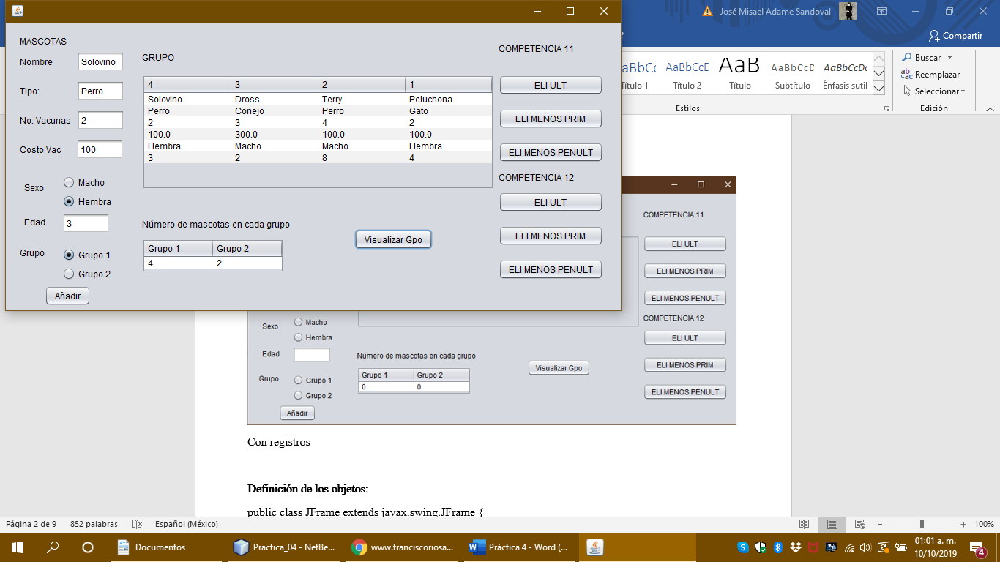 José Misael Adame Sandoval
Compartir
MASCOTAS
Nombre
Solovino
Tipo:
Perro
No. Vacunas
2
Costo Vac
100
Sexo
Macho
Hembra
Edad
3
Grupo
Grupo 1
Grupo 2
Añadir
GRUPO
4 3 2 1
Solovino Dross Terry Peluchona
Perro Conejo Perro Gato
2 3 4 2
100.0 300.0 100.0 100.0
Hembra Macho Macho Hembra
3 2 8 4
Número de mascotas en cada grupo
Grupo 1 Grupo 2
4 2
Visualizar Gpo
COMPETENCIA 11
ELI ULT
ELI MENOS PRIM
ELI MENOS PENULT
COMPETENCIA 12
ELI ULT
ELI MENOS PRIM
ELI MENOS PENULT
AaBbCcD AaB AaBbCcD AaBbCcDc
Título 1 Título 2 Título Subtítulo Énfasis sutil
Estilos
Buscar
Reemplazar
Seleccionar
Edición
COMPETENCIA 11
ELI ULT
ELI MENOS PRIM
ELI MENOS PENULT
COMPETENCIA 12
ELI ULT
ELI MENOS PRIM
ELI MENOS PENULT
Sexo
Macho
Hembra
Edad
Grupo
Grupo 1
Grupo 2
Añadir
Número de mascotas en cada grupo
Grupo 1 Grupo 2
0 0
Visualizar Gpo
Con registros
Definición de los objetos:
public class JFrame extends javax.swing.JFrame {
Página 2 de 9 852 palabras Español (México) 100%
Documentos
Practica_04 - NetBe...
www.franciscoriosa...
Práctica 4 - Word (...
01:01 a. m.
10/10/2019
4